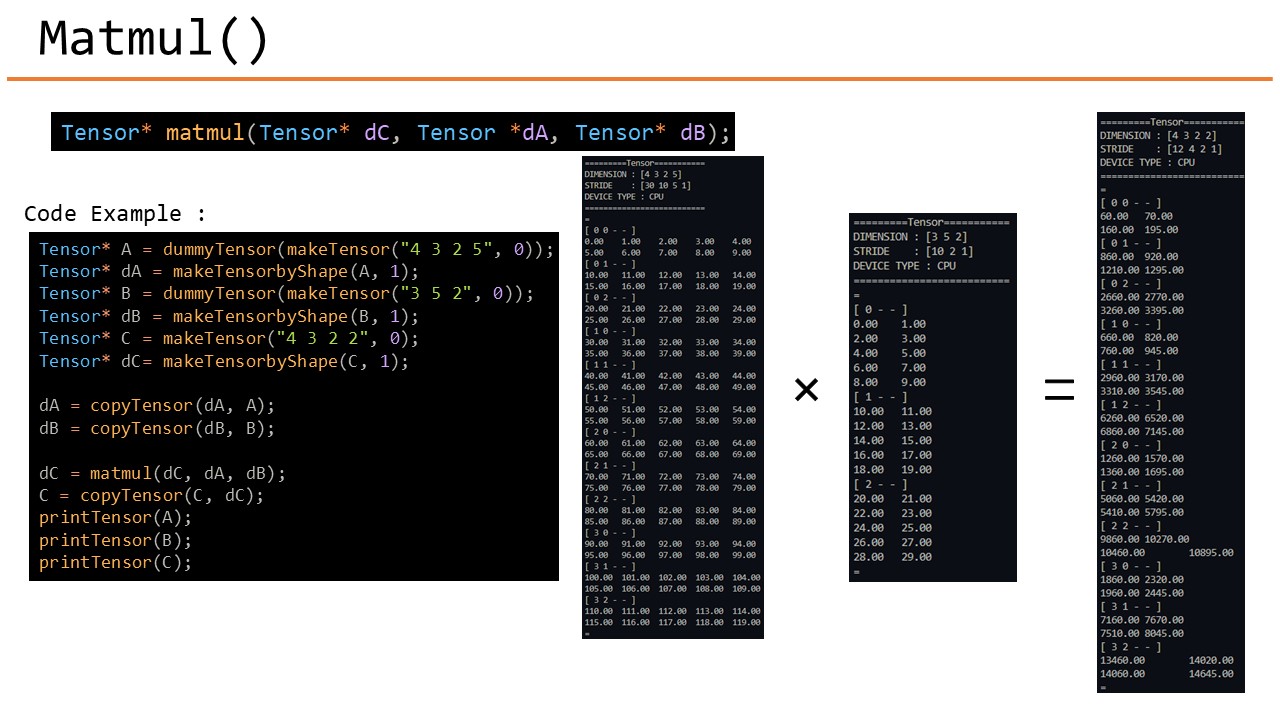 Matmul()
Tensor* matmul(Tensor* dC, Tensor *dA, Tensor* dB);
Code Example :
Tensor* A = dummyTensor(makeTensor("4 3 2 5", 0));
Tensor* dA = makeTensorbyShape(A, 1);
Tensor* B = dummyTensor(makeTensor("3 5 2", 0));
Tensor* dB = makeTensorbyShape(B, 1);
Tensor* C = makeTensor("4 3 2 2", 0);
Tensor* dC= makeTensorbyShape(C, 1);
dA = copyTensor(dA, A);
dB = copyTensor(dB, B);
dC = matmul(dC, dA, dB);
C = copyTensor(C, dC);
printTensor(A);
printTensor(B);
printTensor(C);
=========Tensor===========
DIMENSION : [4 3 2 5]
STRIDE : [30 10 5 1]
DEVICE TYPE : CPU
==========================
=
[ 0 0 - - ]
0.00 1.00 2.00 3.00 4.00
5.00 6.00 7.00 8.00 9.00
[ 0 1 - - ]
10.00 11.00 12.00 13.00 14.00
15.00 16.00 17.00 18.00 19.00
[ 0 2 - - ]
20.00 21.00 22.00 23.00 24.00
25.00 26.00 27.00 28.00 29.00
[ 1 0 - - ]
30.00 31.00 32.00 33.00 34.00
35.00 36.00 37.00 38.00 39.00
[ 1 1 - - ]
40.00 41.00 42.00 43.00 44.00
45.00 46.00 47.00 48.00 49.00
[ 1 2 - - ]
50.00 51.00 52.00 53.00 54.00
55.00 56.00 57.00 58.00 59.00
[ 2 0 - - ]
60.00 61.00 62.00 63.00 64.00
65.00 66.00 67.00 68.00 69.00
[ 2 1 - - ]
70.00 71.00 72.00 73.00 74.00
75.00 76.00 77.00 78.00 79.00
[ 2 2 - - ]
80.00 81.00 82.00 83.00 84.00
85.00 86.00 87.00 88.00 89.00
[ 3 0 - - ]
90.00 91.00 92.00 93.00 94.00
95.00 96.00 97.00 98.00 99.00
[ 3 1 - - ]
100.00 101.00 102.00 103.00 104.00
105.00 106.00 107.00 108.00 109.00
[ 3 2 - - ]
110.00 111.00 112.00 113.00 114.00
115.00 116.00 117.00 118.00 119.00
=
×
=========Tensor===========
DIMENSION : [3 5 2]
STRIDE : [10 2 1]
DEVICE TYPE : CPU
==========================
=
[ 0 - - ]
0.00 1.00
2.00 3.00
4.00 5.00
6.00 7.00
8.00 9.00
[ 1 - - ]
10.00 11.00
12.00 13.00
14.00 15.00
16.00 17.00
18.00 19.00
[ 2 - - ]
20.00 21.00
22.00 23.00
24.00 25.00
26.00 27.00
28.00 29.00
=
=
=========Tensor===========
DIMENSION : [4 3 2 2]
STRIDE : [12 4 2 1]
DEVICE TYPE : CPU
==========================
=
[ 0 0 - - ]
60.00 70.00
160.00 195.00
[ 0 1 - - ]
860.00 920.00
1210.00 1295.00
[ 0 2 - - ]
2660.00 2770.00
3260.00 3395.00
[ 1 0 - - ]
660.00 820.00
760.00 945.00
[ 1 1 - - ]
2960.00 3170.00
3310.00 3545.00
[ 1 2 - - ]
6260.00 6520.00
6860.00 7145.00
[ 2 0 - - ]
1260.00 1570.00
1360.00 1695.00
[ 2 1 - - ]
5060.00 5420.00
5410.00 5795.00
[ 2 2 - - ]
9860.00 10270.00
10460.00 10895.00
[ 3 0 - - ]
1860.00 2320.00
1960.00 2445.00
[ 3 1 - - ]
7160.00 7670.00
7510.00 8045.00
[ 3 2 - - ]
13460.00 14020.00
14060.00 14645.00
=